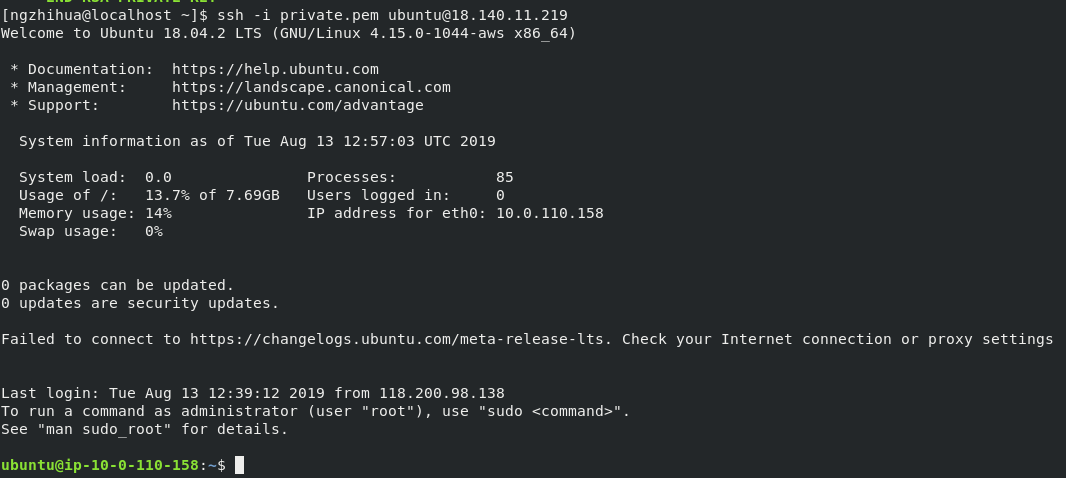 [ngzhihua@localhost ~]$ ssh -i private.pem ubuntu@18.140.11.219
Welcome to Ubuntu 18.04.2 LTS (GNU/Linux 4.15.0-1044-aws x86_64)
* Documentation:  https://help.ubuntu.com
* Management:     https://landscape.canonical.com
* Support:        https://ubuntu.com/advantage
System information as of Tue Aug 13 12:57:03 UTC 2019
System load:  0.0               Processes:           85
Usage of /:   13.7% of 7.69GB   Users logged in:     0
Memory usage: 14%               IP address for eth0: 10.0.110.158
Swap usage:   0%
0 packages can be updated.
0 updates are security updates.
Failed to connect to https://changelogs.ubuntu.com/meta-release-lts. Check your Internet connection or proxy settings
Last login: Tue Aug 13 12:39:12 2019 from 118.200.98.138
To run a command as administrator (user "root"), use "sudo <command>".
See "man sudo_root" for details.
ubuntu@ip-10-0-110-158:~$